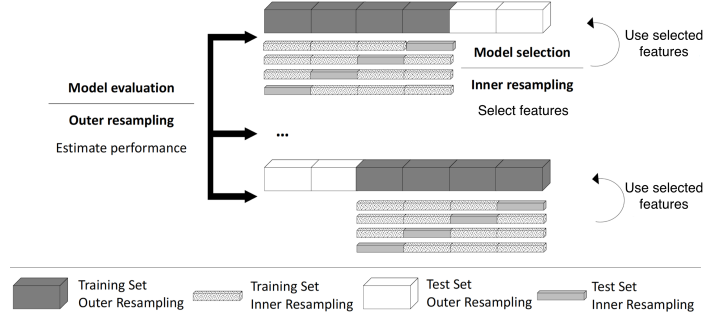 Model evaluation
Outer resampling
Estimate performance
...
Model selection
Inner resampling
Select features
Use selected
features
Use selected
features
Training Set
Outer Resampling
Training Set
Inner Resampling
Test Set
Outer Resampling
Test Set
Inner Resampling